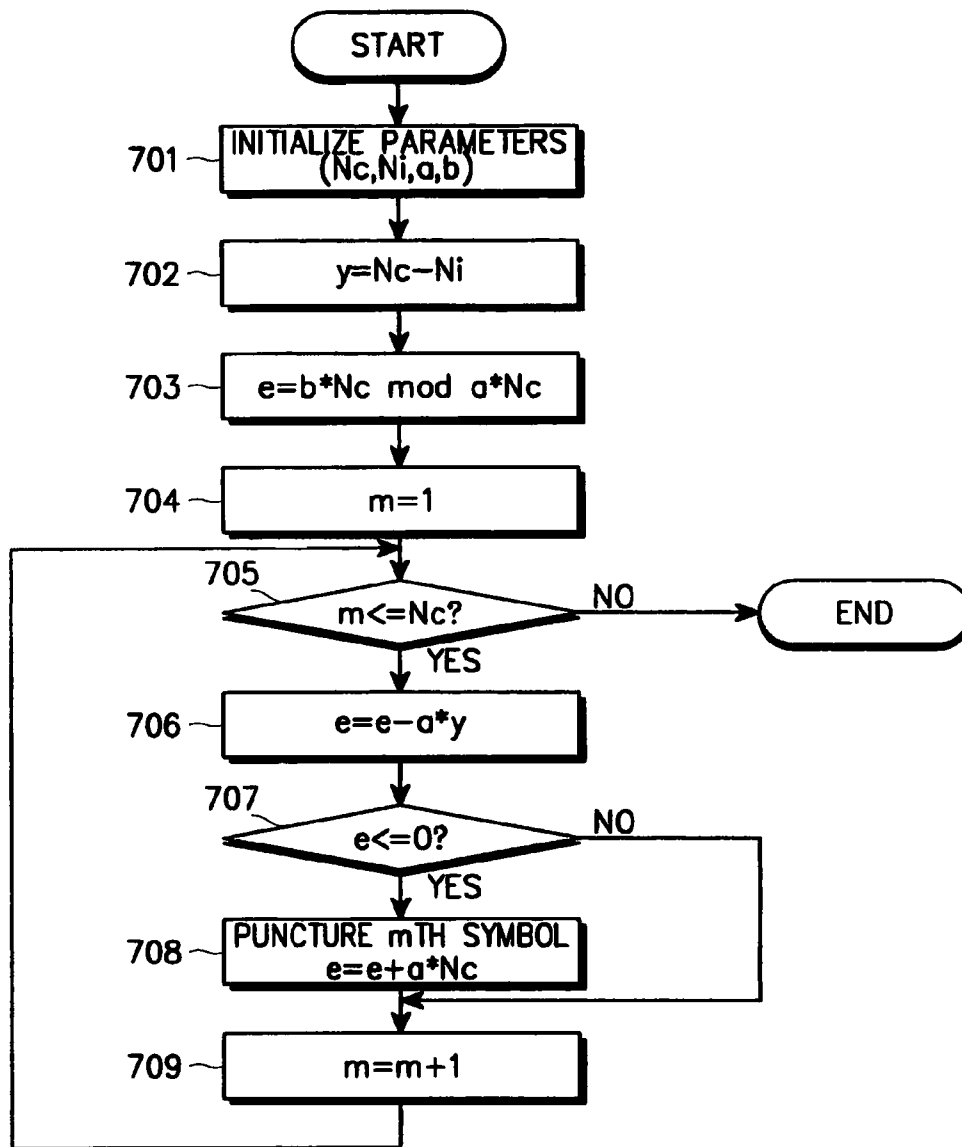 START
701
INITIALIZE PARAMETERS
(Nc,Ni,a,b)
702
y=Nc-Ni
703
e=b*Nc mod a*Nc
704
m=1
705
m<=Nc?
NO
END
YES
706
e=e-a*y
707
e<=0?
NO
YES
708
PUNCTURE mTH SYMBOL
e=e+a*Nc
709
m=m+1